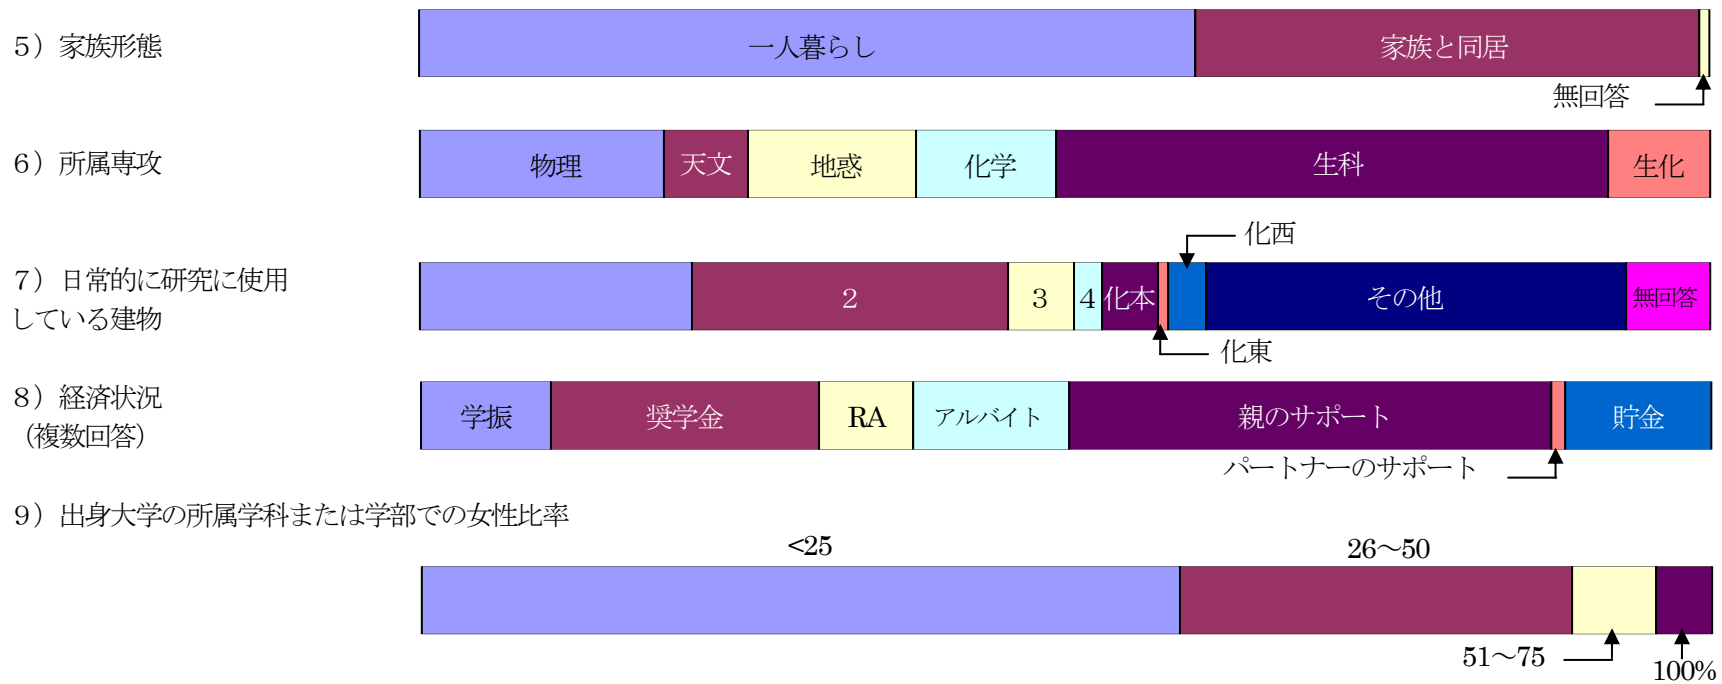 ５）家族形態
一人暮らし
家族と同居
無回答
６）所属専攻
物理
天文
地惑
化学
生科
生化
化西
７）日常的に研究に使用
している建物
２
３
４
化本
その他
無回答
化東
８）経済状況
（複数回答）
学振
奨学金
RA
アルバイト
親のサポート
貯金
パートナーのサポート
９）出身大学の所属学科または学部での女性比率
<25
26～50
51～75
100%